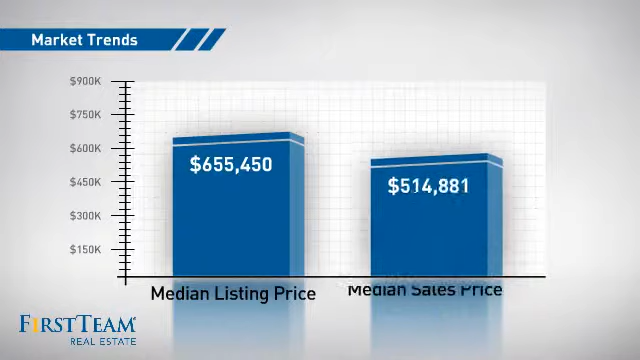 Market Trends
$900K
$750K
$600K
$450K
$300K
$150K
$655,450
$514,881
Median Listing Price
Median Sales Price
FIRSTTEAM®
REAL ESTATE